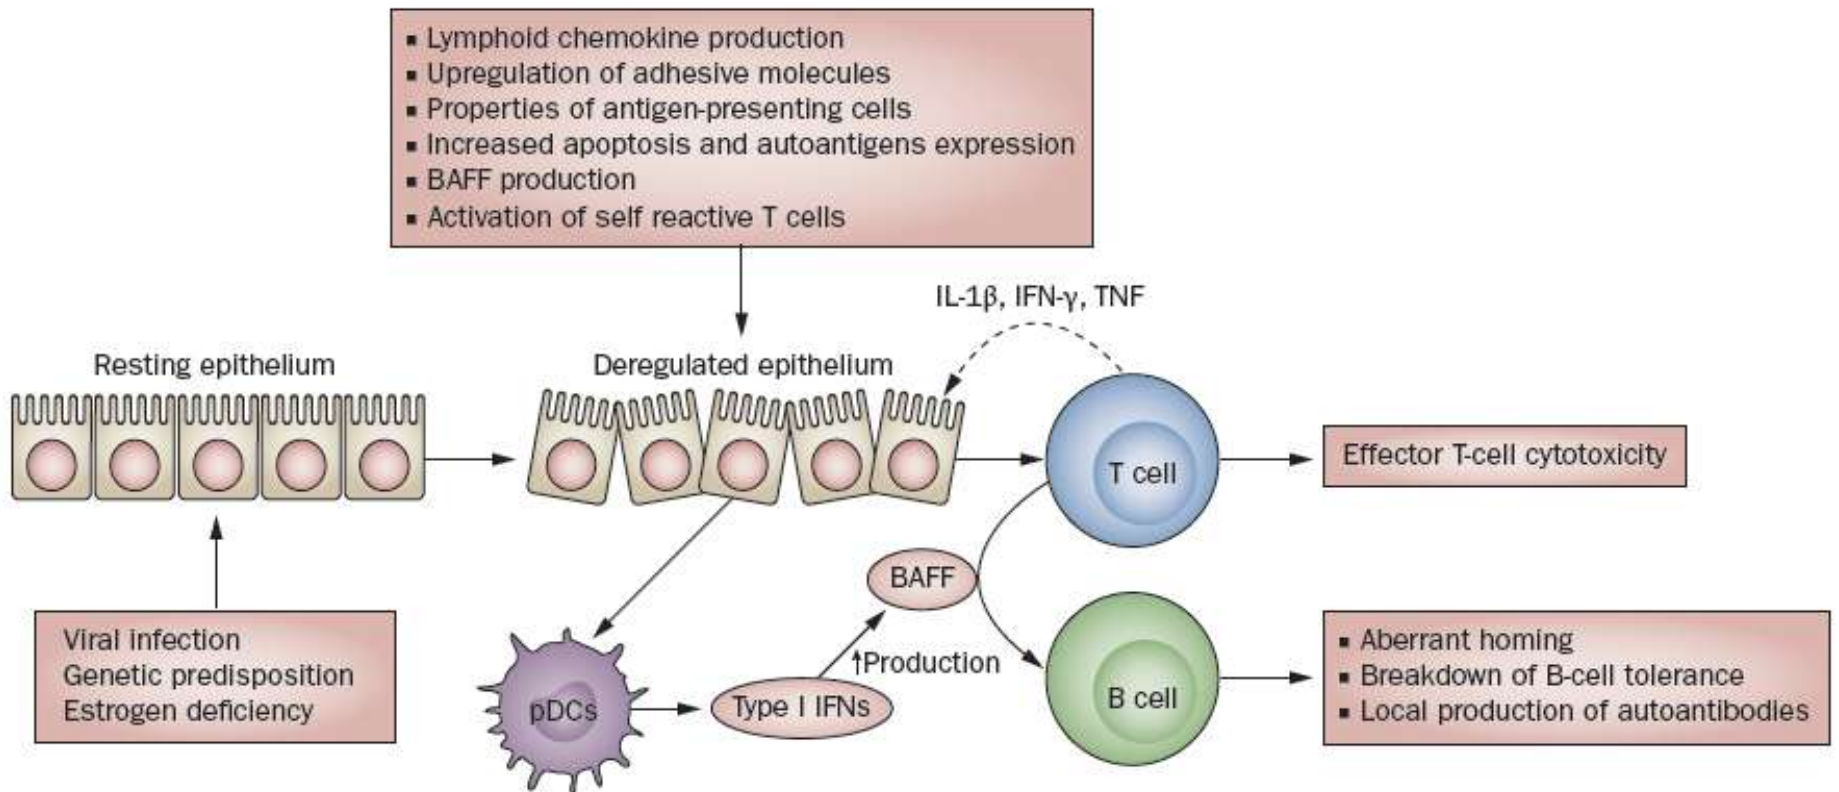 ▪ Lymphoid chemokine production
▪ Upregulation of adhesive molecules
▪ Properties of antigen-presenting cells
▪ Increased apoptosis and autoantigens expression
▪ BAFF production
▪ Activation of self reactive T cells
IL-1β, IFN-γ, TNF
Resting epithelium
Deregulated epithelium
T cell
Effector T-cell cytotoxicity
BAFF
Viral infection
Genetic predisposition
Estrogen deficiency
pDCs
Type I IFNs
↑Production
B cell
▪ Aberrant homing
▪ Breakdown of B-cell tolerance
▪ Local production of autoantibodies